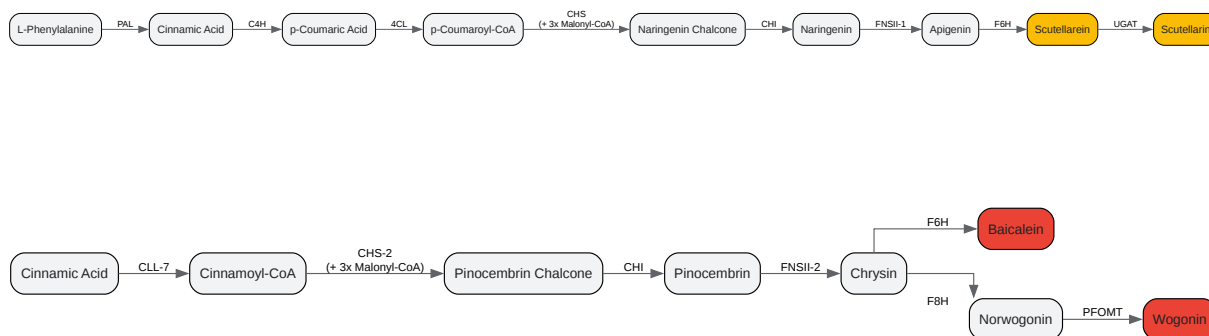 CHS
(+ 3x Malonyl-CoA)
L-Phenylalanine PAL Cinnamic Acid C4H p-Coumaric Acid 4CL p-Coumaroyl-CoA Naringenin Chalcone CHI Naringenin FNSII-1 Apigenin F6H Scutellarein UGAT Scutellarin
F6H
Baicalein
CHS-2
Cinnamic Acid CLL-7 Cinnamoyl-CoA (+ 3x Malonyl-CoA) Pinocembrin Chalcone CHI Pinocembrin FNSII-2 Chrysin
F8H
Norwogonin PFOMT Wogonin